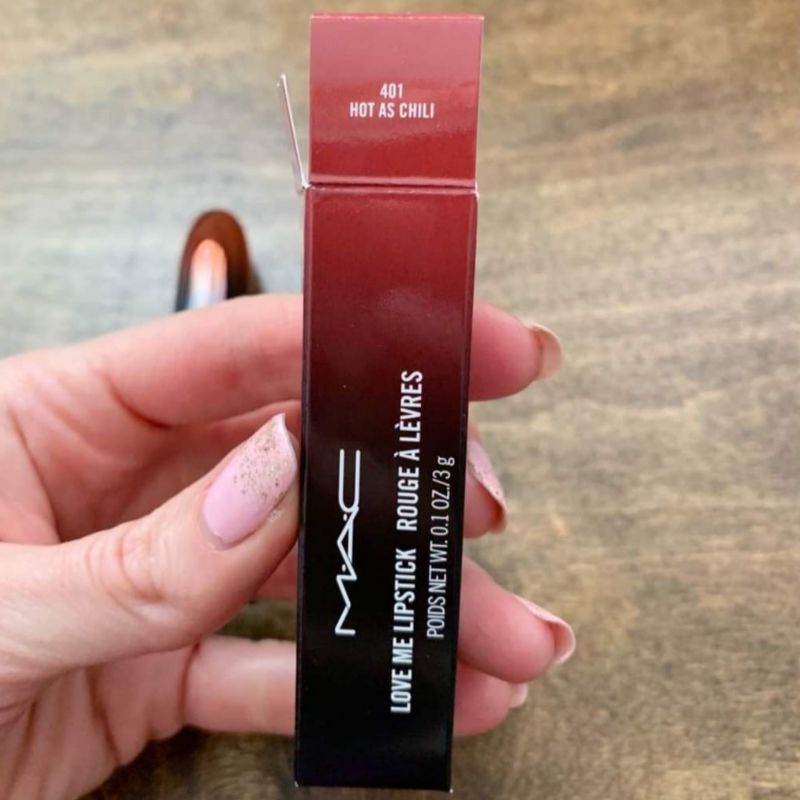 401
HOT AS CHILI
M·A·C
LOVE ME LIPSTICK ROUGE À LÈVRES
POIDS NET WT. 0.1 OZ./3 g